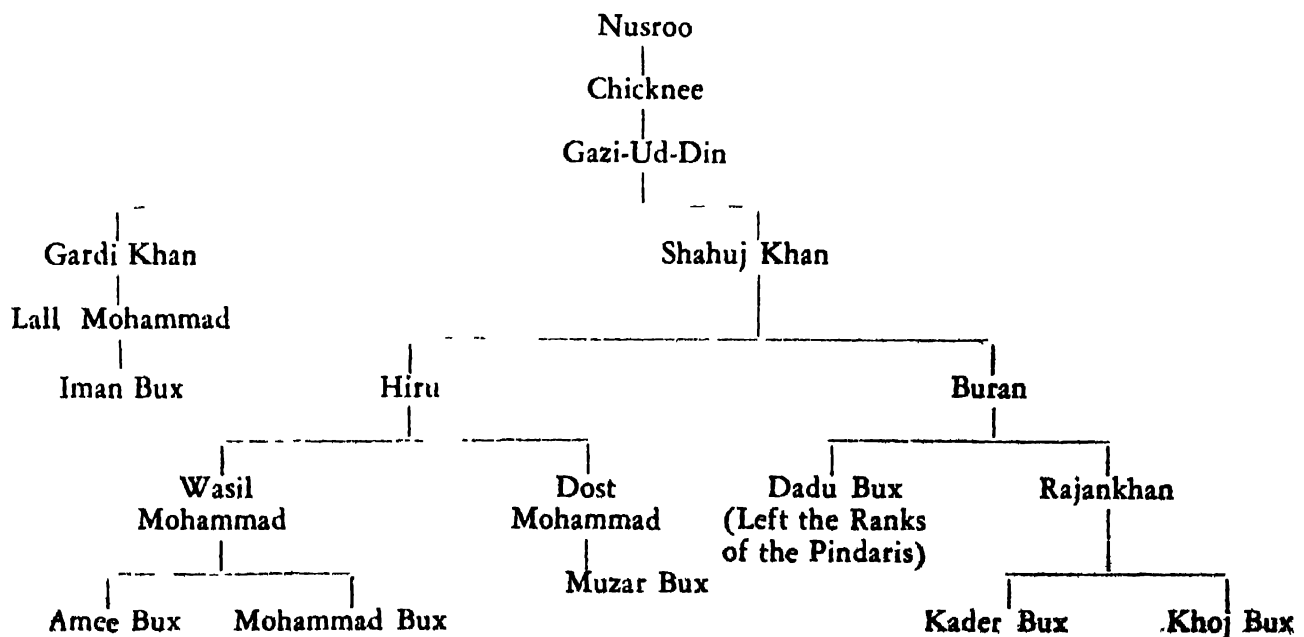 Nusroo
Chicknee
Gazi-Ud-Din
Gardi Khan
Shahuj Khan
Lall Mohammad
Iman Bux
Hiru
Buran
Wasil
Mohammad
Dost
Mohammad
Dadu Bux
(Left the Ranks
of the Pindaris)
Rajankhan
Muzar Bux
Amee Bux
Mohammad Bux
Kader Bux
Khoj Bux